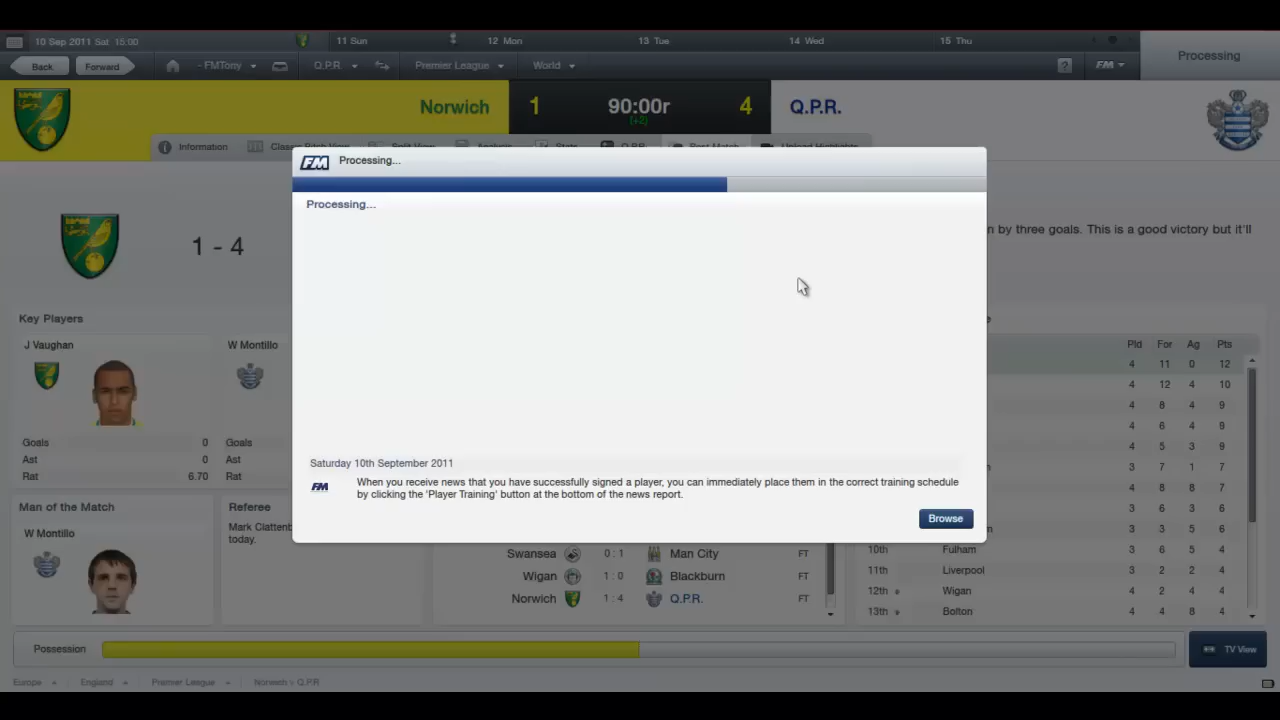 10 Sep 2011 Sat 15:00
11 Sun
12 Mon
13 Tue
14 Wed
15 Thu
Processing
Back
Forward
- FMTony
Q.P.R.
Premier League
World
?
FM
Norwich
1
90:00r
(+2)
4
Q.P.R.
Information
FM
Processing...
Processing...
1 - 4
n by three goals. This is a good victory but it'll
Key Players
J Vaughan
W Montillo
Goals 0 Goals
Ast 0 Ast
Rat 6.70 Rat
Pld For Ag Pts
4 11 0 12
4 12 4 10
4 8 4 9
4 6 4 9
4 5 3 9
3 7 1 7
4 8 8 7
3 6 3 6
3 3 5 6
10th Fulham 3 6 5 4
11th Liverpool 3 2 2 4
12th Wigan 4 2 4 4
13th Bolton 4 4 8 4
Saturday 10th September 2011
FM
When you receive news that you have successfully signed a player, you can immediately place them in the correct training schedule
by clicking the 'Player Training' button at the bottom of the news report.
Browse
Man of the Match
W Montillo
Referee
Mark Clattenb
today.
Swansea 0 : 1 Man City FT
Wigan 1 : 0 Blackburn FT
Norwich 1 : 4 Q.P.R. FT
Possession
TV View
Europe
England
Premier League
Norwich v Q.P.R